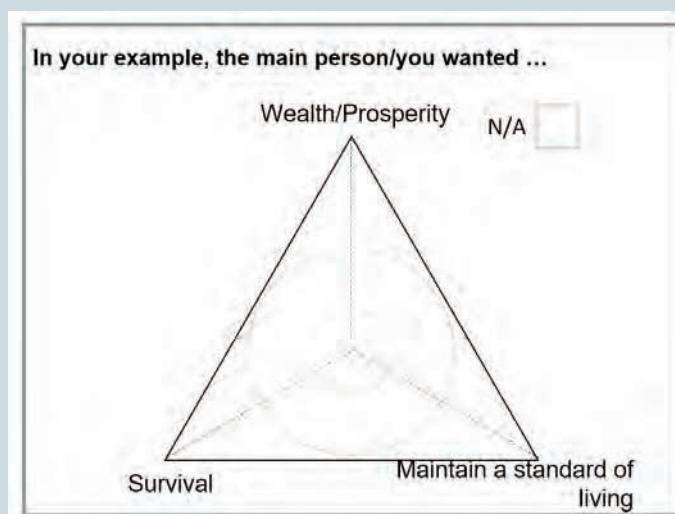 In your example, the main person/you wanted ...
Wealth/Prosperity
N/A
Survival
Maintain a standard of
living